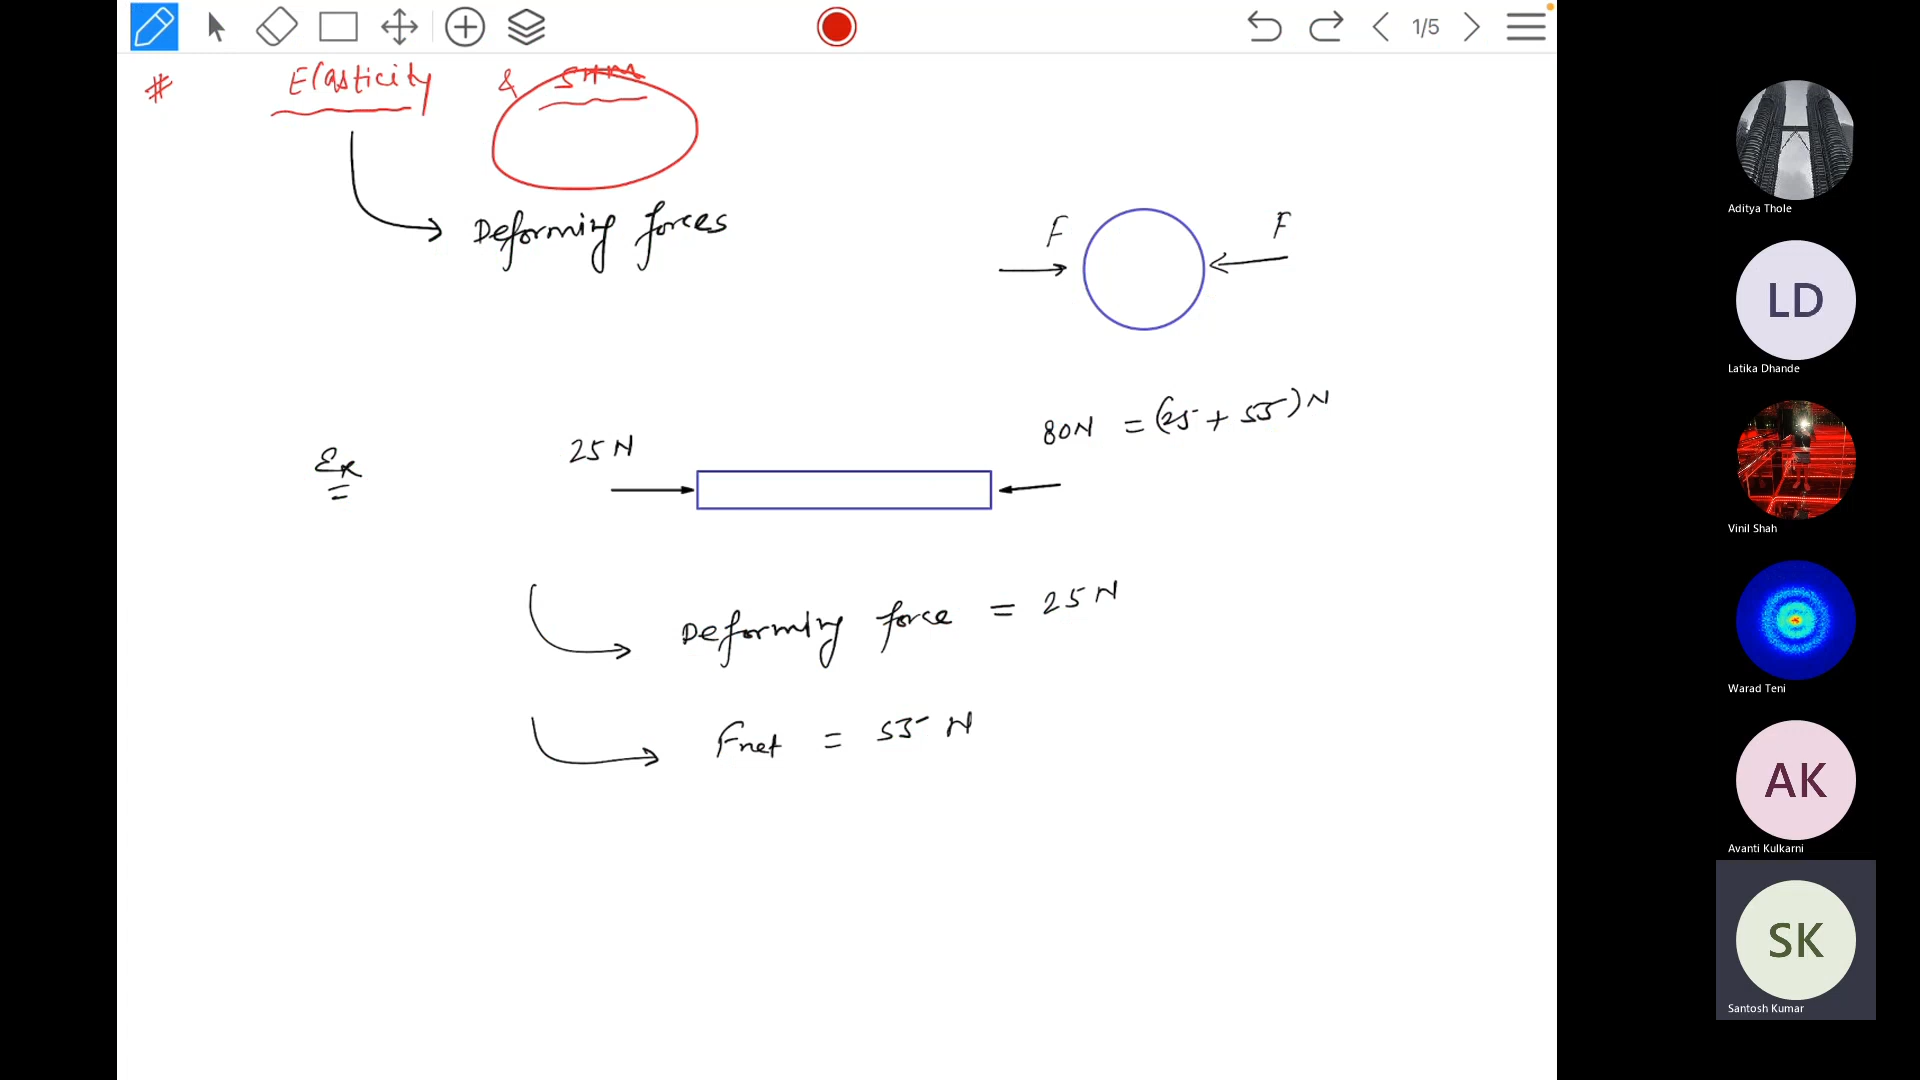 1/5
# Elasticity & SHM
Deforming forces
F F
Ex
25 N
80N = (25 + 55) N
Deforming force = 25 N
Fnet = 55 N
Aditya Thole
LD
Latika Dhande
Vinil Shah
Warad Teni
AK
Avanti Kulkarni
SK
Santosh Kumar